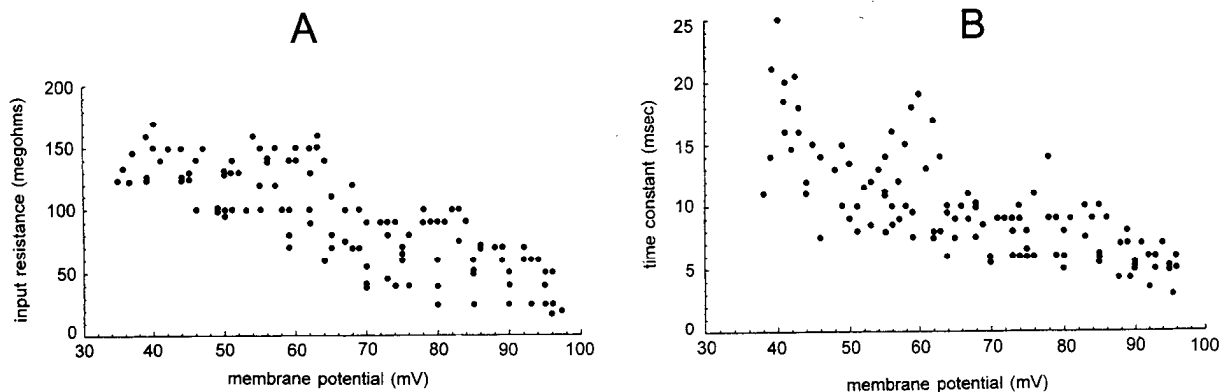 A
B
input resistance (megohms)
200
150
100
50
0
30 40 50 60 70 80 90 100
membrane potential (mV)
time constant (msec)
25
20
15
10
5
0
30 40 50 60 70 80 90 100
membrane potential (mV)